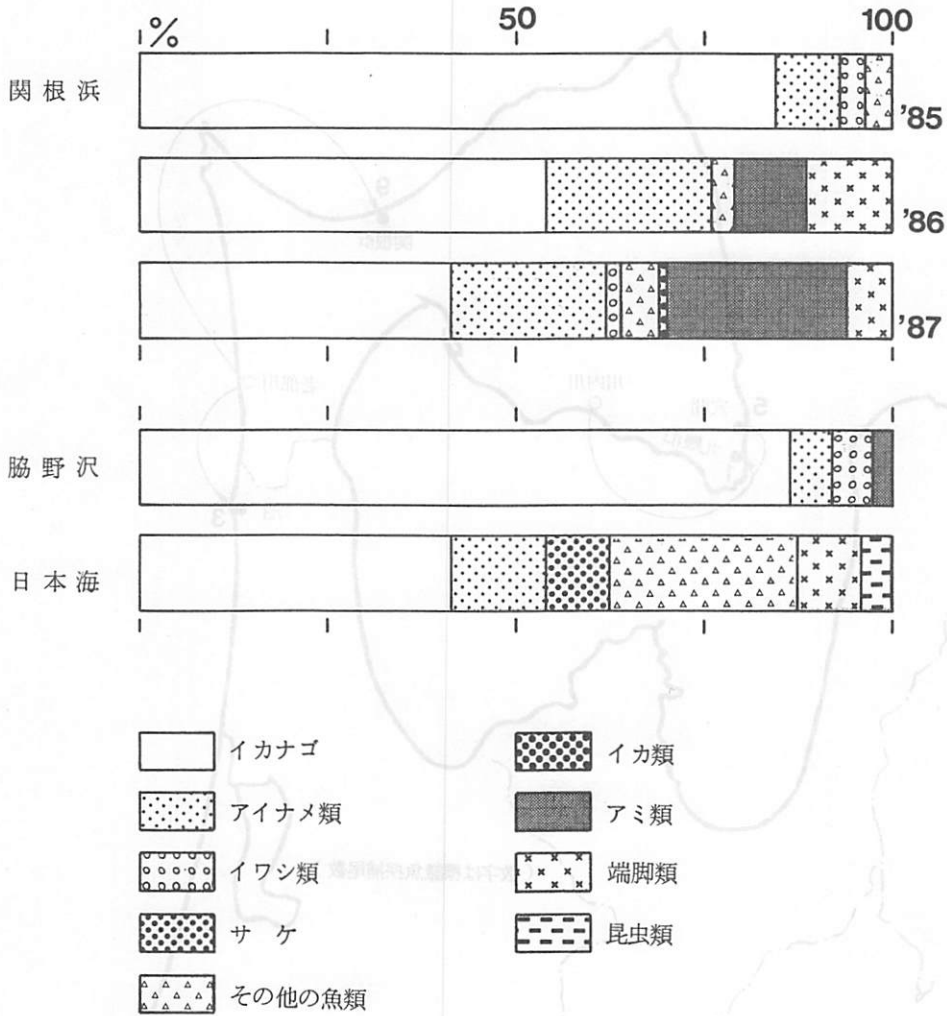 % 50 100
関根浜
'85
'86
'87
脇野沢
日本海
イカナゴ
アイナメ類
イワシ類
サケ
その他の魚類
イカ類
アミ類
端脚類
昆虫類